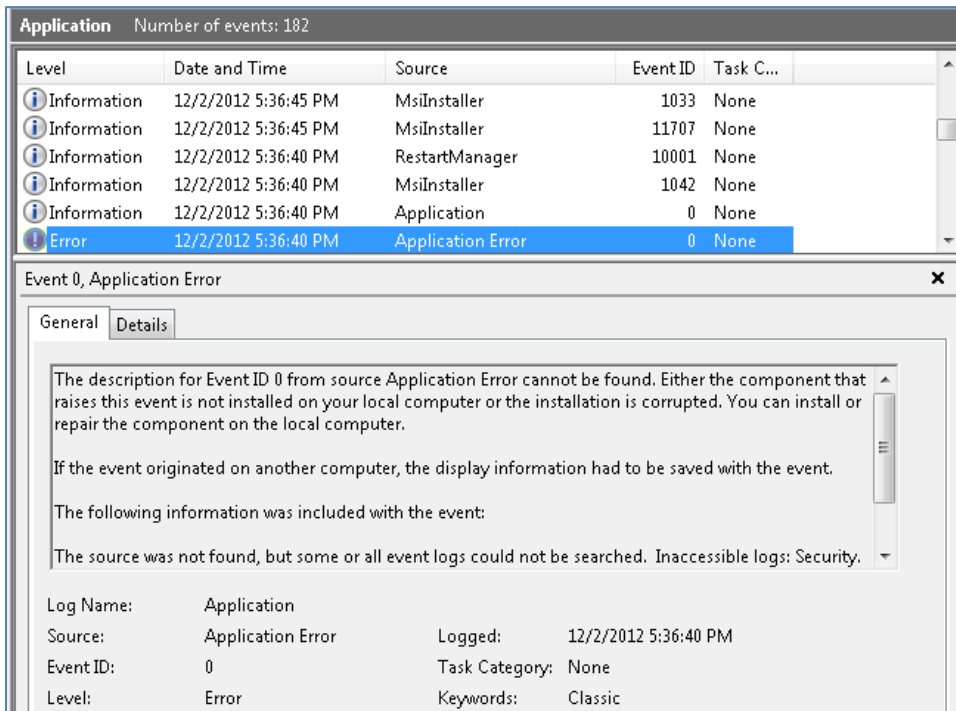 Application Number of events: 182
Level Date and Time Source Event ID Task C...
Information 12/2/2012 5:36:45 PM MsiInstaller 1033 None
Information 12/2/2012 5:36:45 PM MsiInstaller 11707 None
Information 12/2/2012 5:36:40 PM RestartManager 10001 None
Information 12/2/2012 5:36:40 PM MsiInstaller 1042 None
Information 12/2/2012 5:36:40 PM Application 0 None
Error 12/2/2012 5:36:40 PM Application Error 0 None
Event 0, Application Error
General Details
The description for Event ID 0 from source Application Error cannot be found. Either the component that
raises this event is not installed on your local computer or the installation is corrupted. You can install or
repair the component on the local computer.
If the event originated on another computer, the display information had to be saved with the event.
The following information was included with the event:
The source was not found, but some or all event logs could not be searched. Inaccessible logs: Security.
Log Name: Application
Source: Application Error Logged: 12/2/2012 5:36:40 PM
Event ID: 0 Task Category: None
Level: Error Keywords: Classic